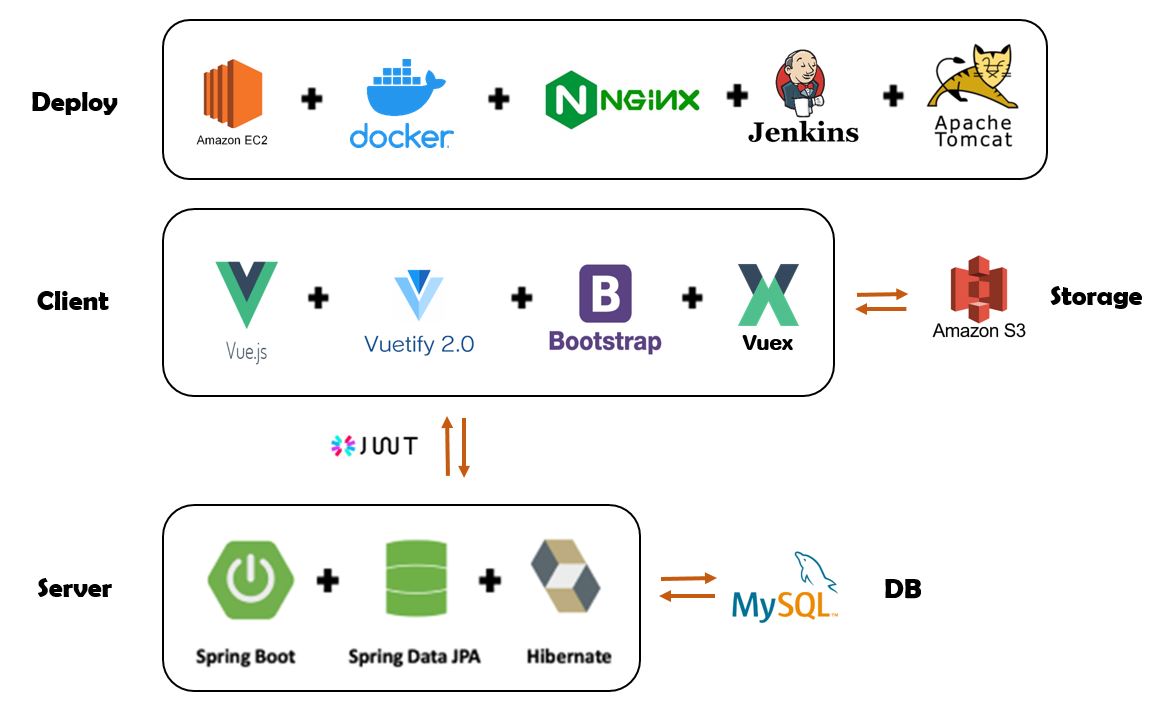 Deploy
Amazon EC2
docker
NGINX
Jenkins
Apache
Tomcat
Client
Vue.js
Vuetify 2.0
B
Bootstrap
Vuex
Amazon S3
Storage
JWT
Server
Spring Boot
Spring Data JPA
Hibernate
MySQL™
DB